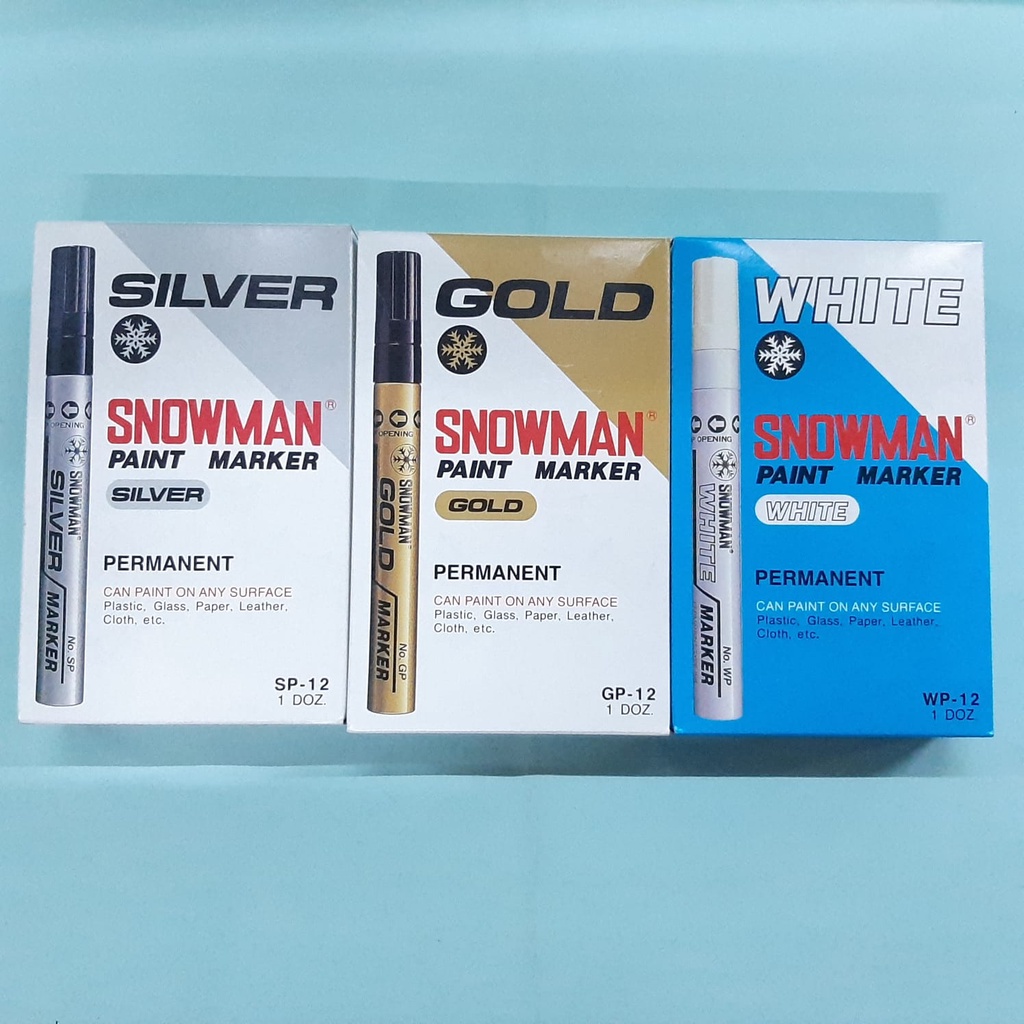 SILVER
SNOWMAN®
PAINT MARKER
SILVER
PERMANENT
CAN PAINT ON ANY SURFACE
Plastic, Glass, Paper, Leather,
Cloth, etc.
SP-12
1 DOZ.
OPENING
SNOWMAN
SILVER MARKER
No. SP
GOLD
SNOWMAN®
PAINT MARKER
GOLD
PERMANENT
CAN PAINT ON ANY SURFACE
Plastic, Glass, Paper, Leather,
Cloth, etc.
GP-12
1 DOZ.
OPENING
SNOWMAN
GOLD MARKER
No. GP
WHITE
SNOWMAN®
PAINT MARKER
WHITE
PERMANENT
CAN PAINT ON ANY SURFACE
Plastic, Glass, Paper, Leather,
Cloth, etc.
WP-12
1 DOZ
OPENING
SNOWMAN
WHITE MARKER
No. WP